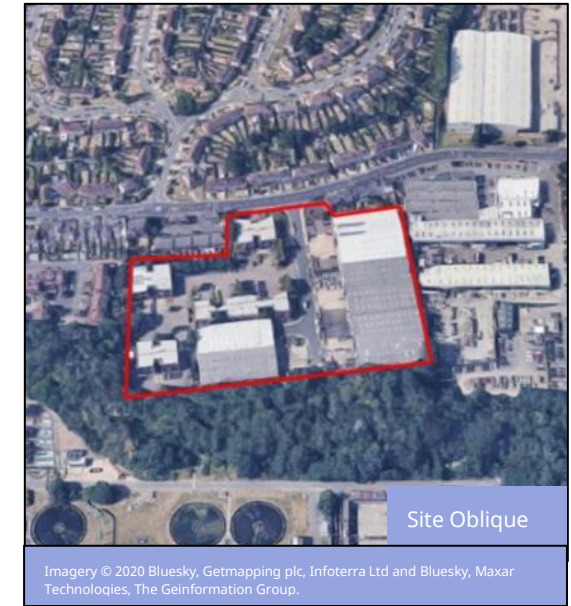 Site Oblique
Imagery © 2020 Bluesky, Getmapping plc, Infoterra Ltd and Bluesky, Maxar
Technologies, The Geinformation Group.